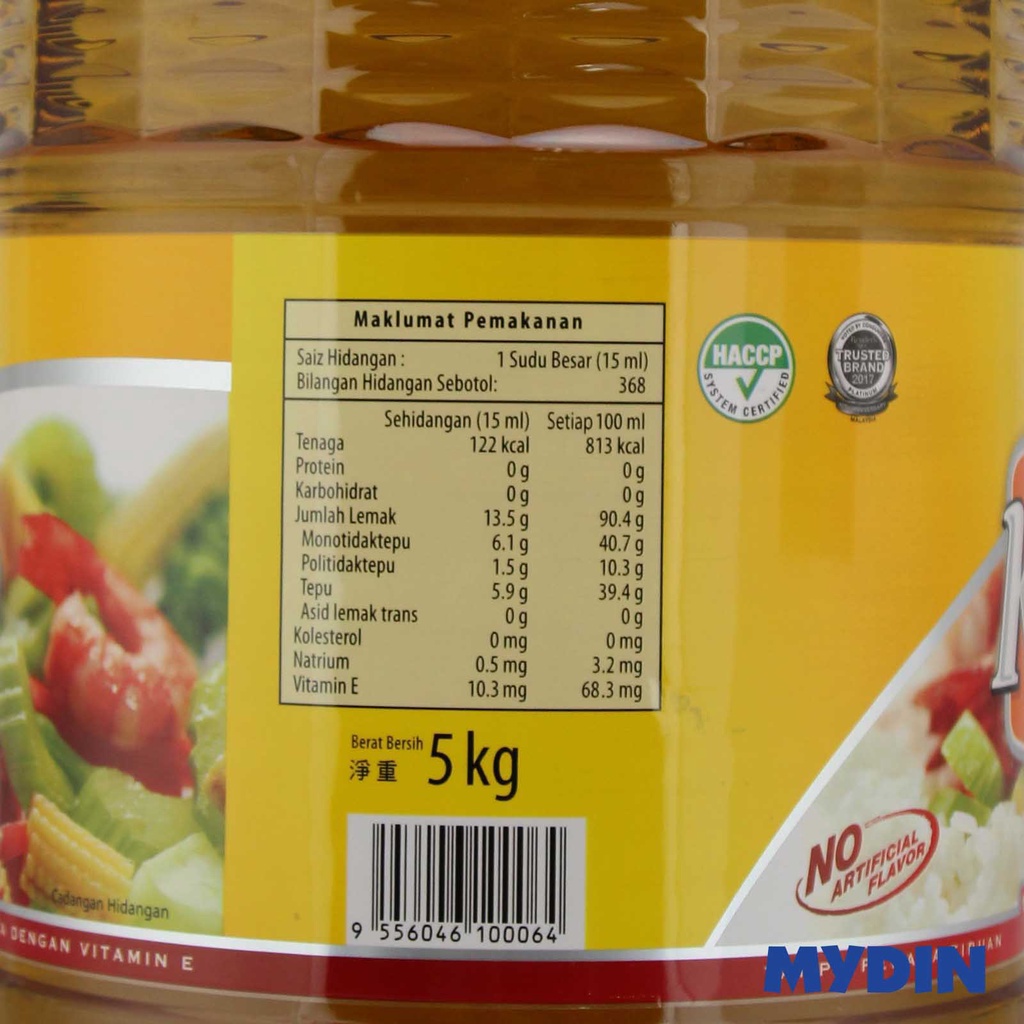 Maklumat Pemakanan
Saiz Hidangan : 1 Sudu Besar (15 ml)
Bilangan Hidangan Sebotol: 368
Sehidangan (15 ml) Setiap 100 ml
Tenaga 122 kcal 813 kcal
Protein 0 g 0 g
Karbohidrat 0 g 0 g
Jumlah Lemak 13.5 g 90.4 g
Monotidaktepu 6.1 g 40.7 g
Politidaktepu 1.5 g 10.3 g
Tepu 5.9 g 39.4 g
Asid lemak trans 0 g 0 g
Kolesterol 0 mg 0 mg
Natrium 0.5 mg 3.2 mg
Vitamin E 10.3 mg 68.3 mg
HACCP
SYSTEM CERTIFIED
TRUSTED
BRAND
2017
PLATINUM
MALAYSIA
Berat Bersih 5 kg
淨重
9 556046 100064
NO
ARTIFICIAL
FLAVOR
Cadangan Hidangan
DENGAN VITAMIN E
MYDIN